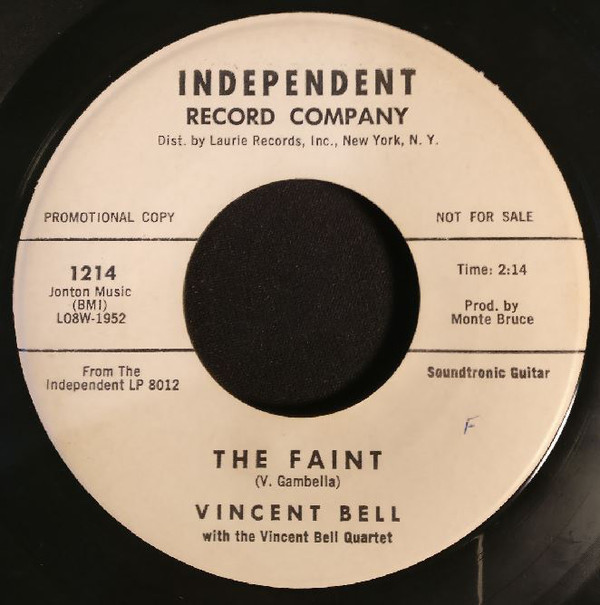 INDEPENDENT
RECORD COMPANY
Dist. by Laurie Records, Inc., New York, N. Y.
PROMOTIONAL COPY
NOT FOR SALE
1214
Jonton Music
(BMI)
LO8W-1952
Time: 2:14
Prod. by
Monte Bruce
From The
Independent LP 8012
Soundtronic Guitar
F
THE FAINT
(V. Gambella)
VINCENT BELL
with the Vincent Bell Quartet